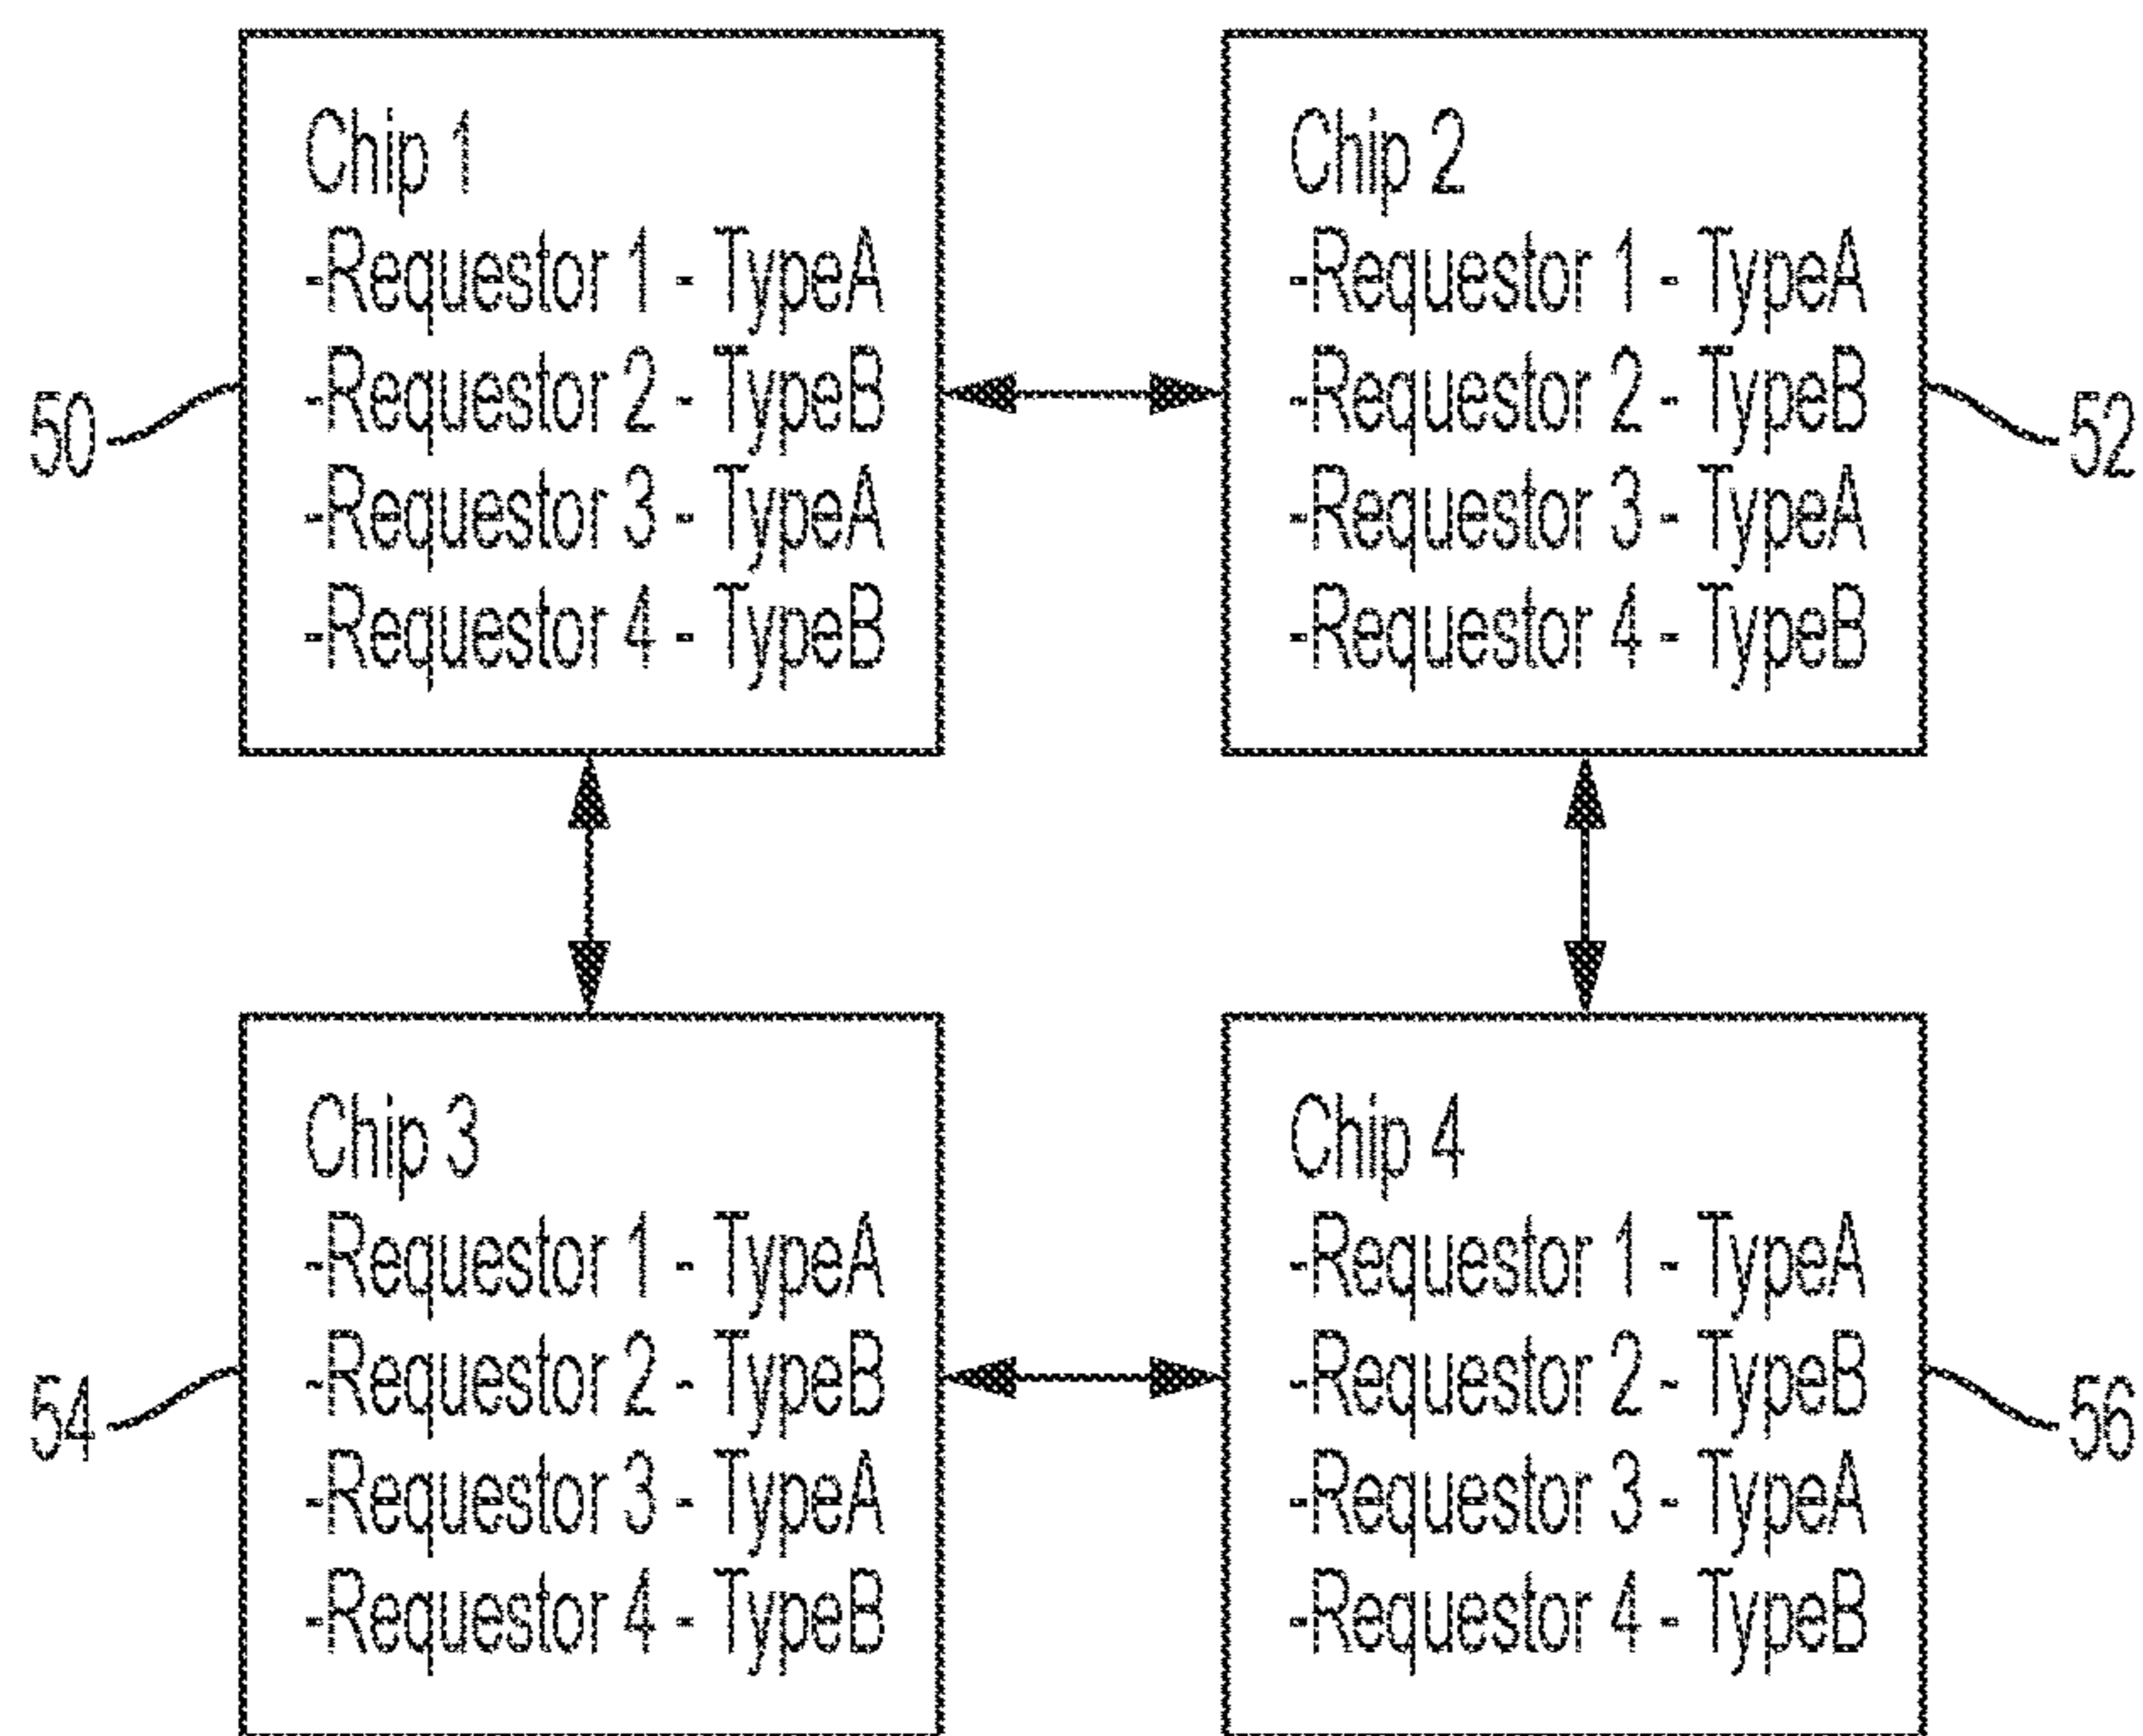 Chip 1
-Requestor 1 - TypeA
-Requestor 2 - TypeB
-Requestor 3 - TypeA
-Requestor 4 - TypeB
50
Chip 2
-Requestor 1 - TypeA
-Requestor 2 - TypeB
-Requestor 3 - TypeA
-Requestor 4 - TypeB
52
Chip 3
-Requestor 1 - TypeA
-Requestor 2 - TypeB
-Requestor 3 - TypeA
-Requestor 4 - TypeB
54
Chip 4
-Requestor 1 - TypeA
-Requestor 2 - TypeB
-Requestor 3 - TypeA
-Requestor 4 - TypeB
56